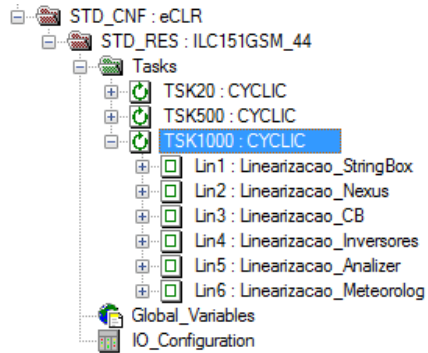 STD_CNF : eCLR
STD_RES : ILC151GSM_44
Tasks
TSK20 : CYCLIC
TSK500 : CYCLIC
TSK1000 : CYCLIC
Lin1 : Linearizacao_StringBox
Lin2 : Linearizacao_Nexus
Lin3 : Linearizacao_CB
Lin4 : Linearizacao_Inversores
Lin5 : Linearizacao_Analizer
Lin6 : Linearizacao_Meteorolog
Global_Variables
IO_Configuration